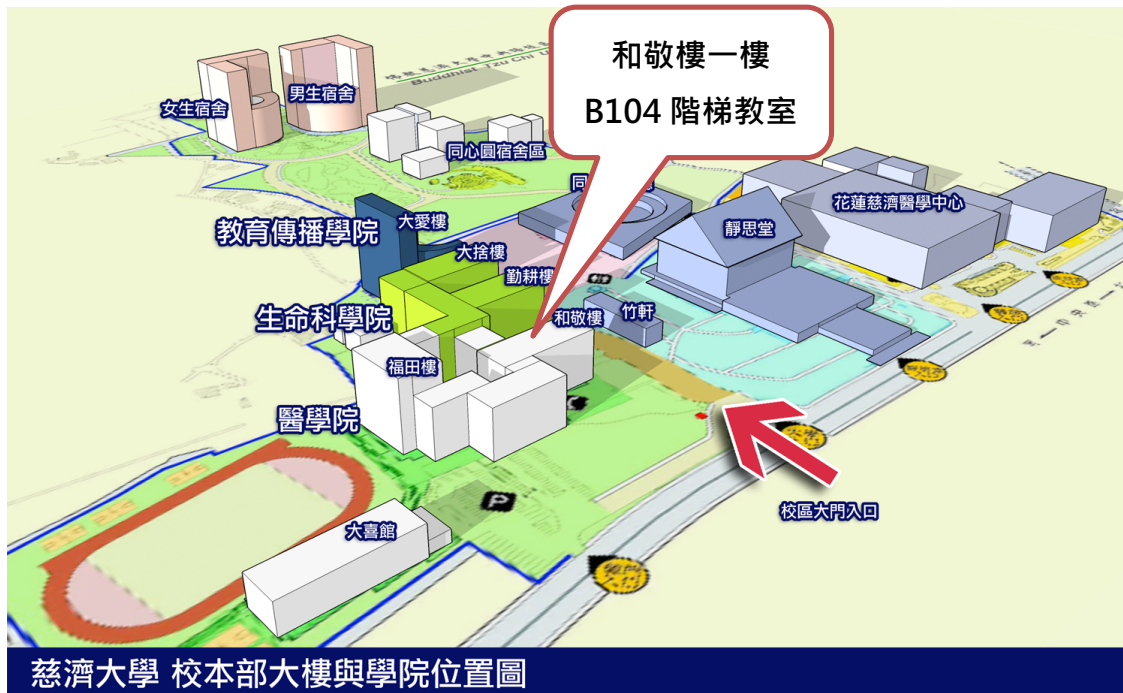 和敬樓一樓
B104 階梯教室
女生宿舍
男生宿舍
同心圓宿舍區
花蓮慈濟醫學中心
靜思堂
大愛樓
教育傳播學院
大捨樓
勤耕樓
生命科學院
和敬樓
竹軒
福田樓
醫學院
P
校區大門入口
大喜館
慈濟大學 校本部大樓與學院位置圖